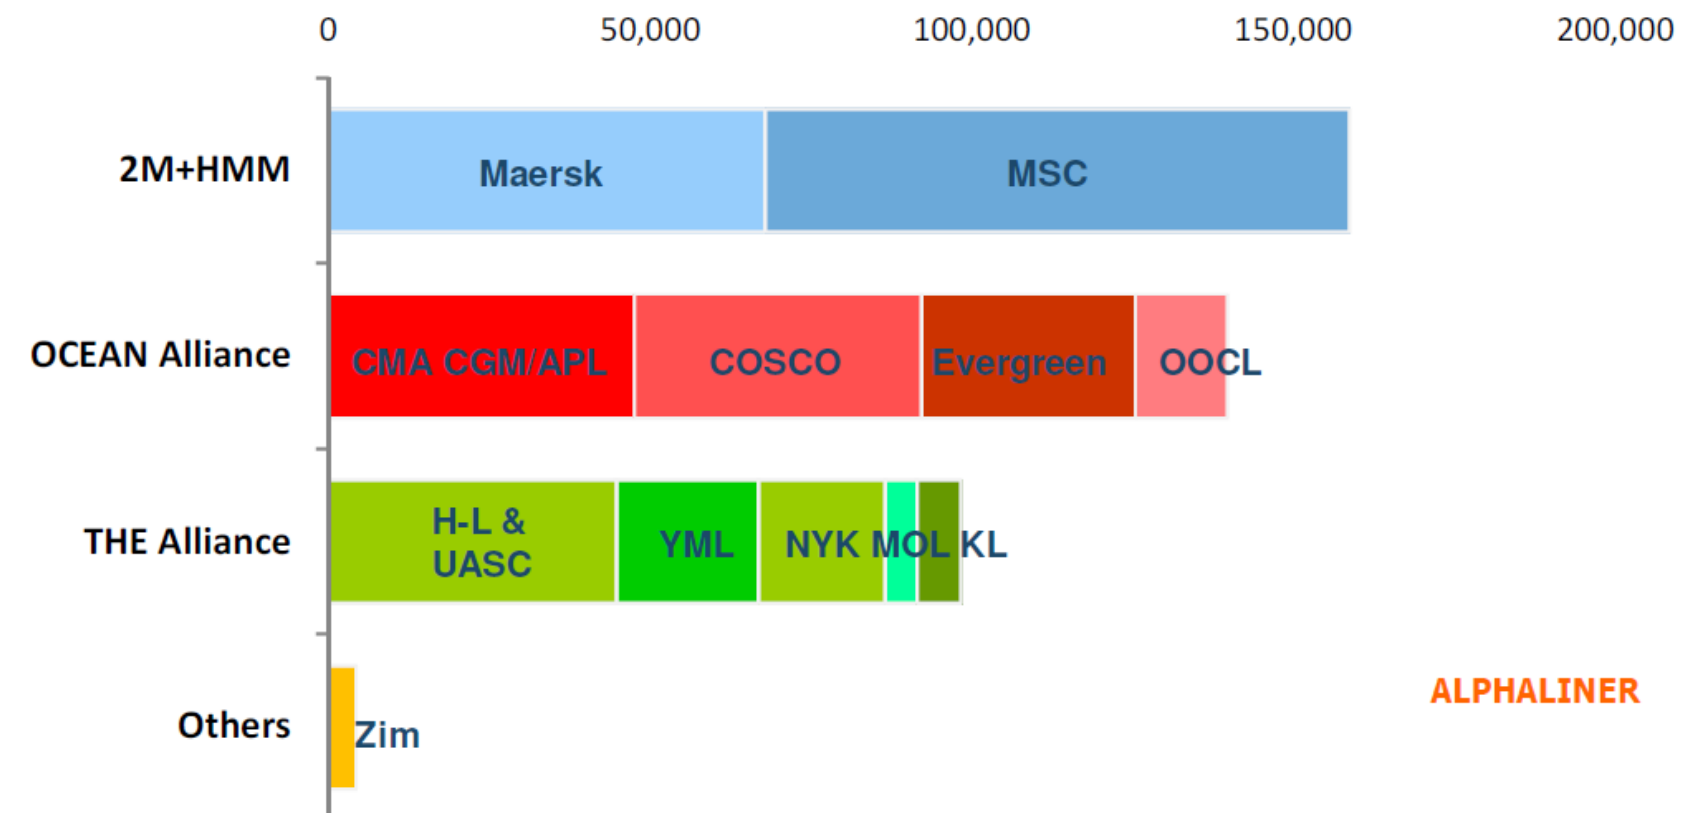 0 50,000 100,000 150,000 200,000
2M+HMM Maersk MSC
OCEAN Alliance CMA CGM/APL COSCO Evergreen OOCL
THE Alliance H-L &
UASC YML NYK MOL KL
Others Zim
ALPHALINER